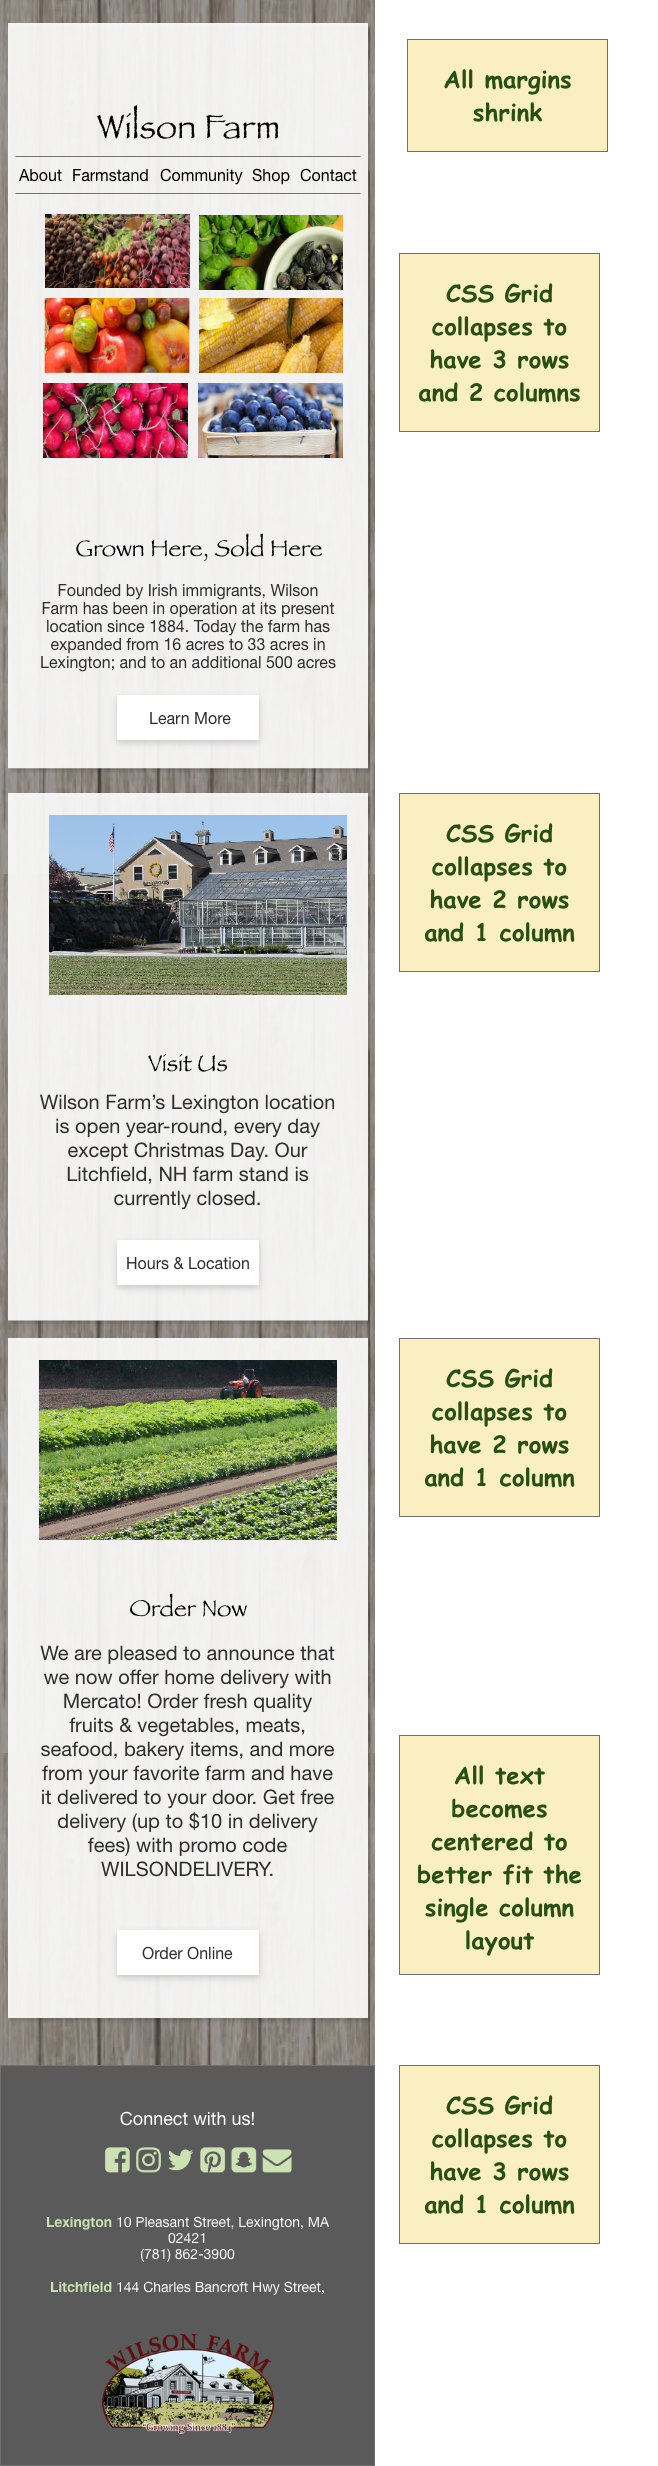 Wilson Farm
About Farmstand Community Shop Contact
Grown Here, Sold Here
Founded by Irish immigrants, Wilson
Farm has been in operation at its present
location since 1884. Today the farm has
expanded from 16 acres to 33 acres in
Lexington; and to an additional 500 acres
Learn More
Visit Us
Wilson Farm’s Lexington location
is open year-round, every day
except Christmas Day. Our
Litchfield, NH farm stand is
currently closed.
Hours & Location
Order Now
We are pleased to announce that
we now offer home delivery with
Mercato! Order fresh quality
fruits & vegetables, meats,
seafood, bakery items, and more
from your favorite farm and have
it delivered to your door. Get free
delivery (up to $10 in delivery
fees) with promo code
WILSONDELIVERY.
Order Online
Connect with us!
Lexington 10 Pleasant Street, Lexington, MA
02421
(781) 862-3900
Litchfield 144 Charles Bancroft Hwy Street,
WILSON FARM
"Growing Since 1884"
All margins
shrink
CSS Grid
collapses to
have 3 rows
and 2 columns
CSS Grid
collapses to
have 2 rows
and 1 column
CSS Grid
collapses to
have 2 rows
and 1 column
All text
becomes
centered to
better fit the
single column
layout
CSS Grid
collapses to
have 3 rows
and 1 column